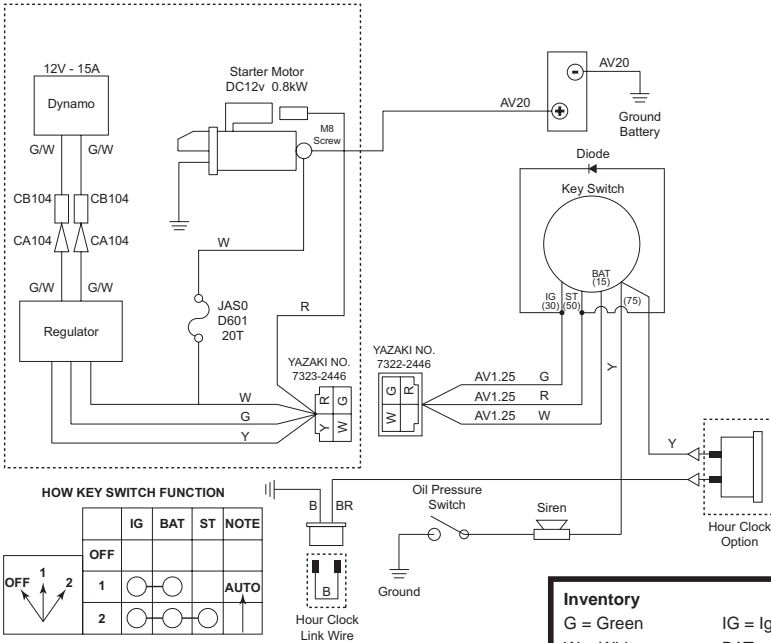 12V - 15A
Dynamo
G/W
G/W
CB104
CB104
CA104
CA104
G/W
G/W
Regulator
Starter Motor
DC12v 0.8kW
M8
Screw
W
JAS0
D601
20T
R
YAZAKI NO.
7323-2446
R
G
Y
W
W
G
Y
AV20
AV20
Ground
Battery
Diode
Key Switch
BAT
(15)
IG
(30)
ST
(50)
(75)
YAZAKI NO.
7322-2446
G
R
W
AV1.25 G
AV1.25 R
AV1.25 W
Y
Y
Hour Clock
Option
Oil Pressure
Switch
Siren
Ground
B
BR
B
Hour Clock
Link Wire
HOW KEY SWITCH FUNCTION
IG BAT ST NOTE
OFF
1 AUTO
2
OFF 1 2
Inventory
G = Green IG = Ig